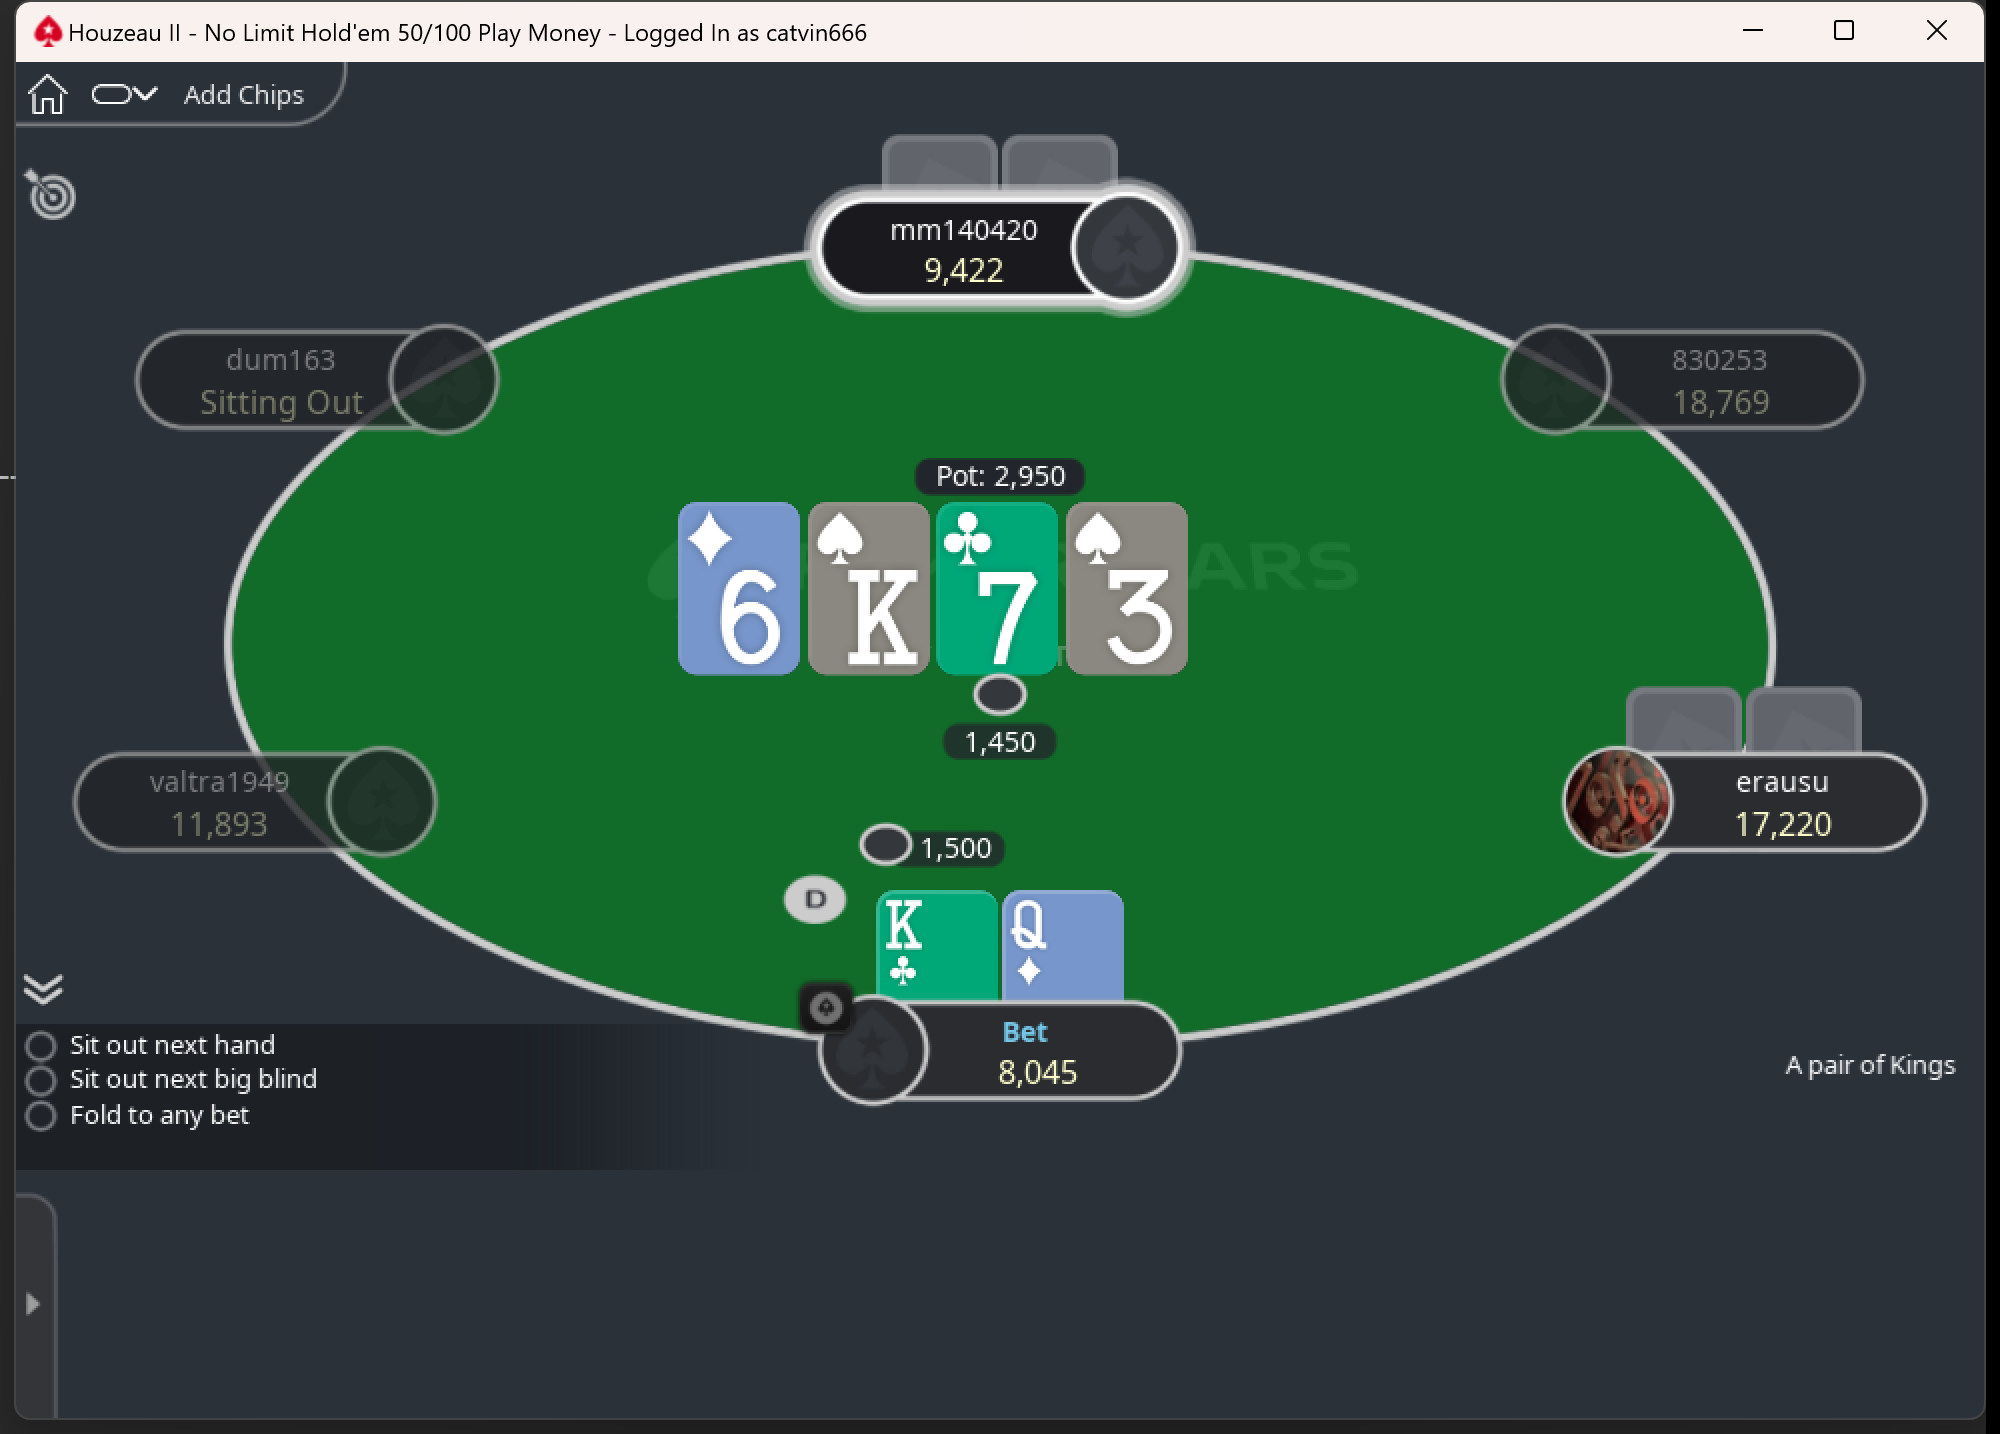 Houzeau II - No Limit Hold'em 50/100 Play Money - Logged In as catvin666
Add Chips
mm140420
9,422
dum163
Sitting Out
830253
18,769
Pot: 2,950
6
K
7
3
ARS
1,450
valtra1949
11,893
erausu
17,220
1,500
D
K
Q
Bet
8,045
Sit out next hand
Sit out next big blind
Fold to any bet
A pair of Kings